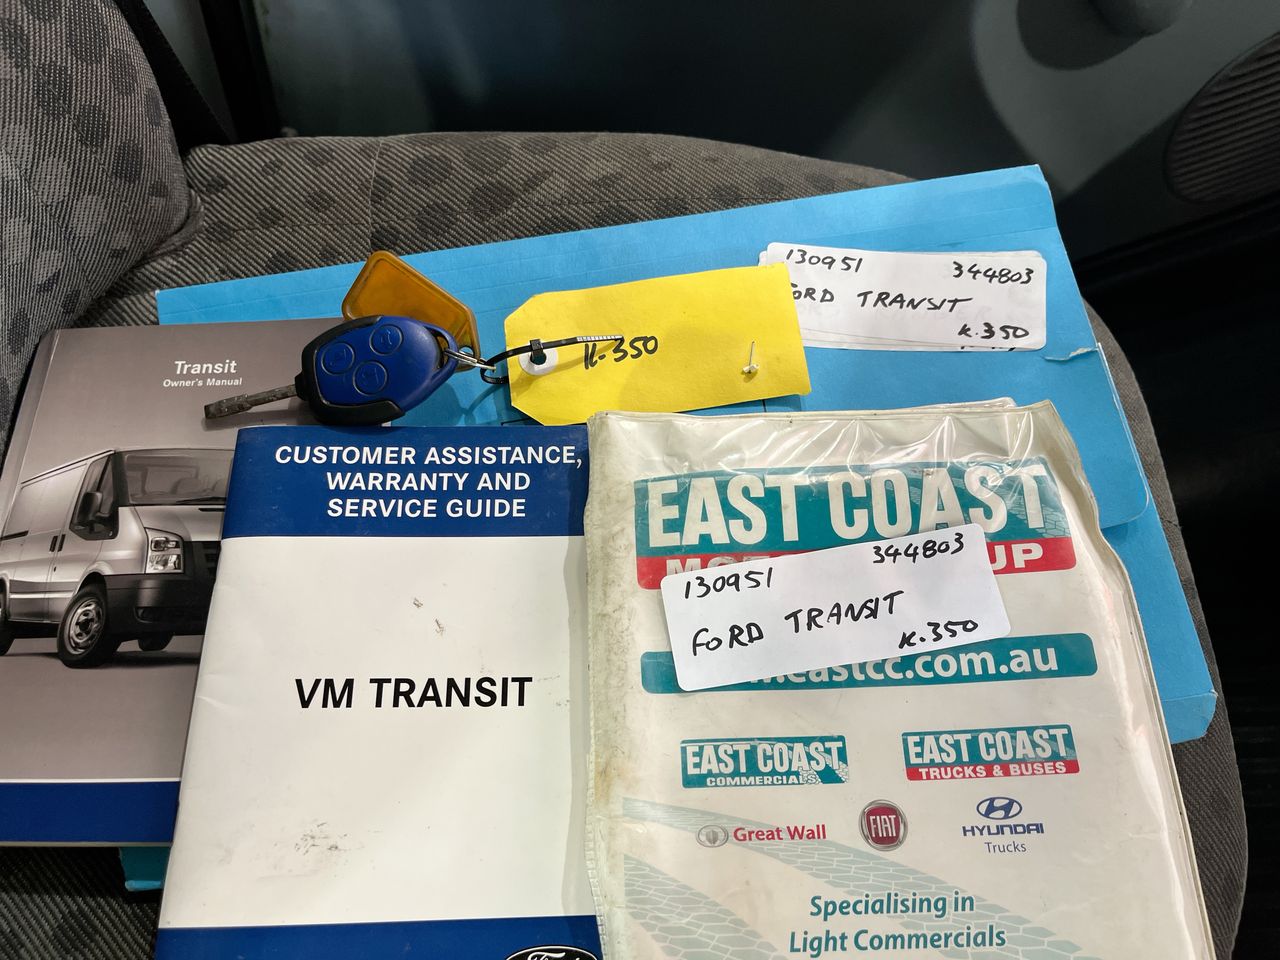 130951 344803
FORD TRANSIT
K.350
K-350
Transit
Owner's Manual
CUSTOMER ASSISTANCE,
WARRANTY AND
SERVICE GUIDE
VM TRANSIT
Ford
EAST COAST
UP
130951 344803
FORD TRANSIT
K.350
eastcc.com.au
EAST COAST
COMMERCIALS
EAST COAST
TRUCKS & BUSES
Great Wall
FIAT
HYUNDAI
Trucks
Specialising in
Light Commercials